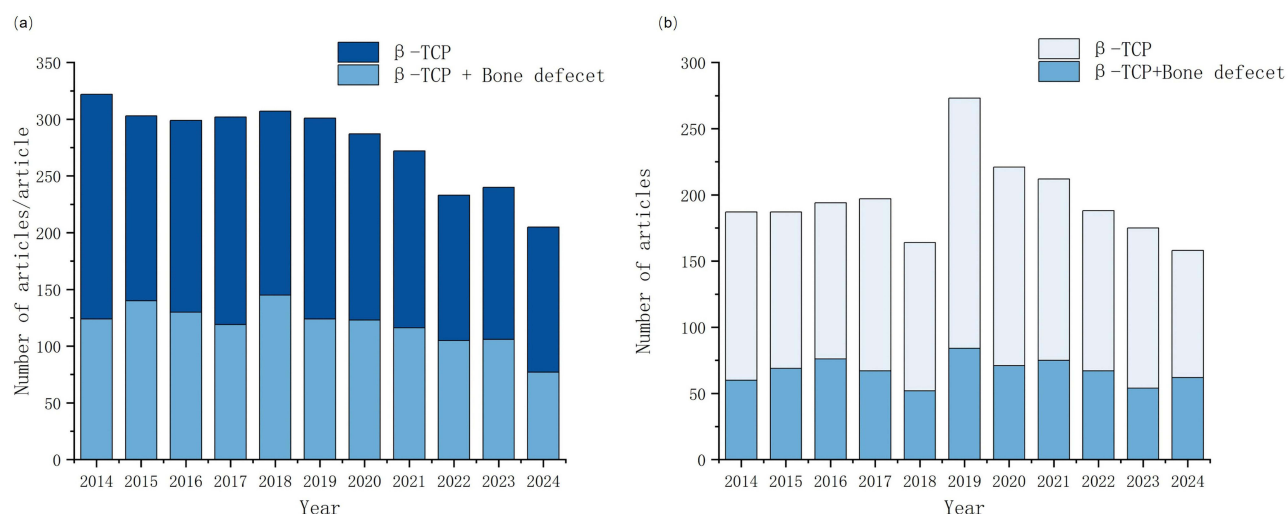 (a)
β-TCP
β-TCP + Bone defecet
350
300
250
200
150
100
50
0
Number of articles/article
2014 2015 2016 2017 2018 2019 2020 2021 2022 2023 2024
Year
(b)
β-TCP
β-TCP+Bone defecet
300
250
200
150
100
50
0
Number of articles
2014 2015 2016 2017 2018 2019 2020 2021 2022 2023 2024
Year